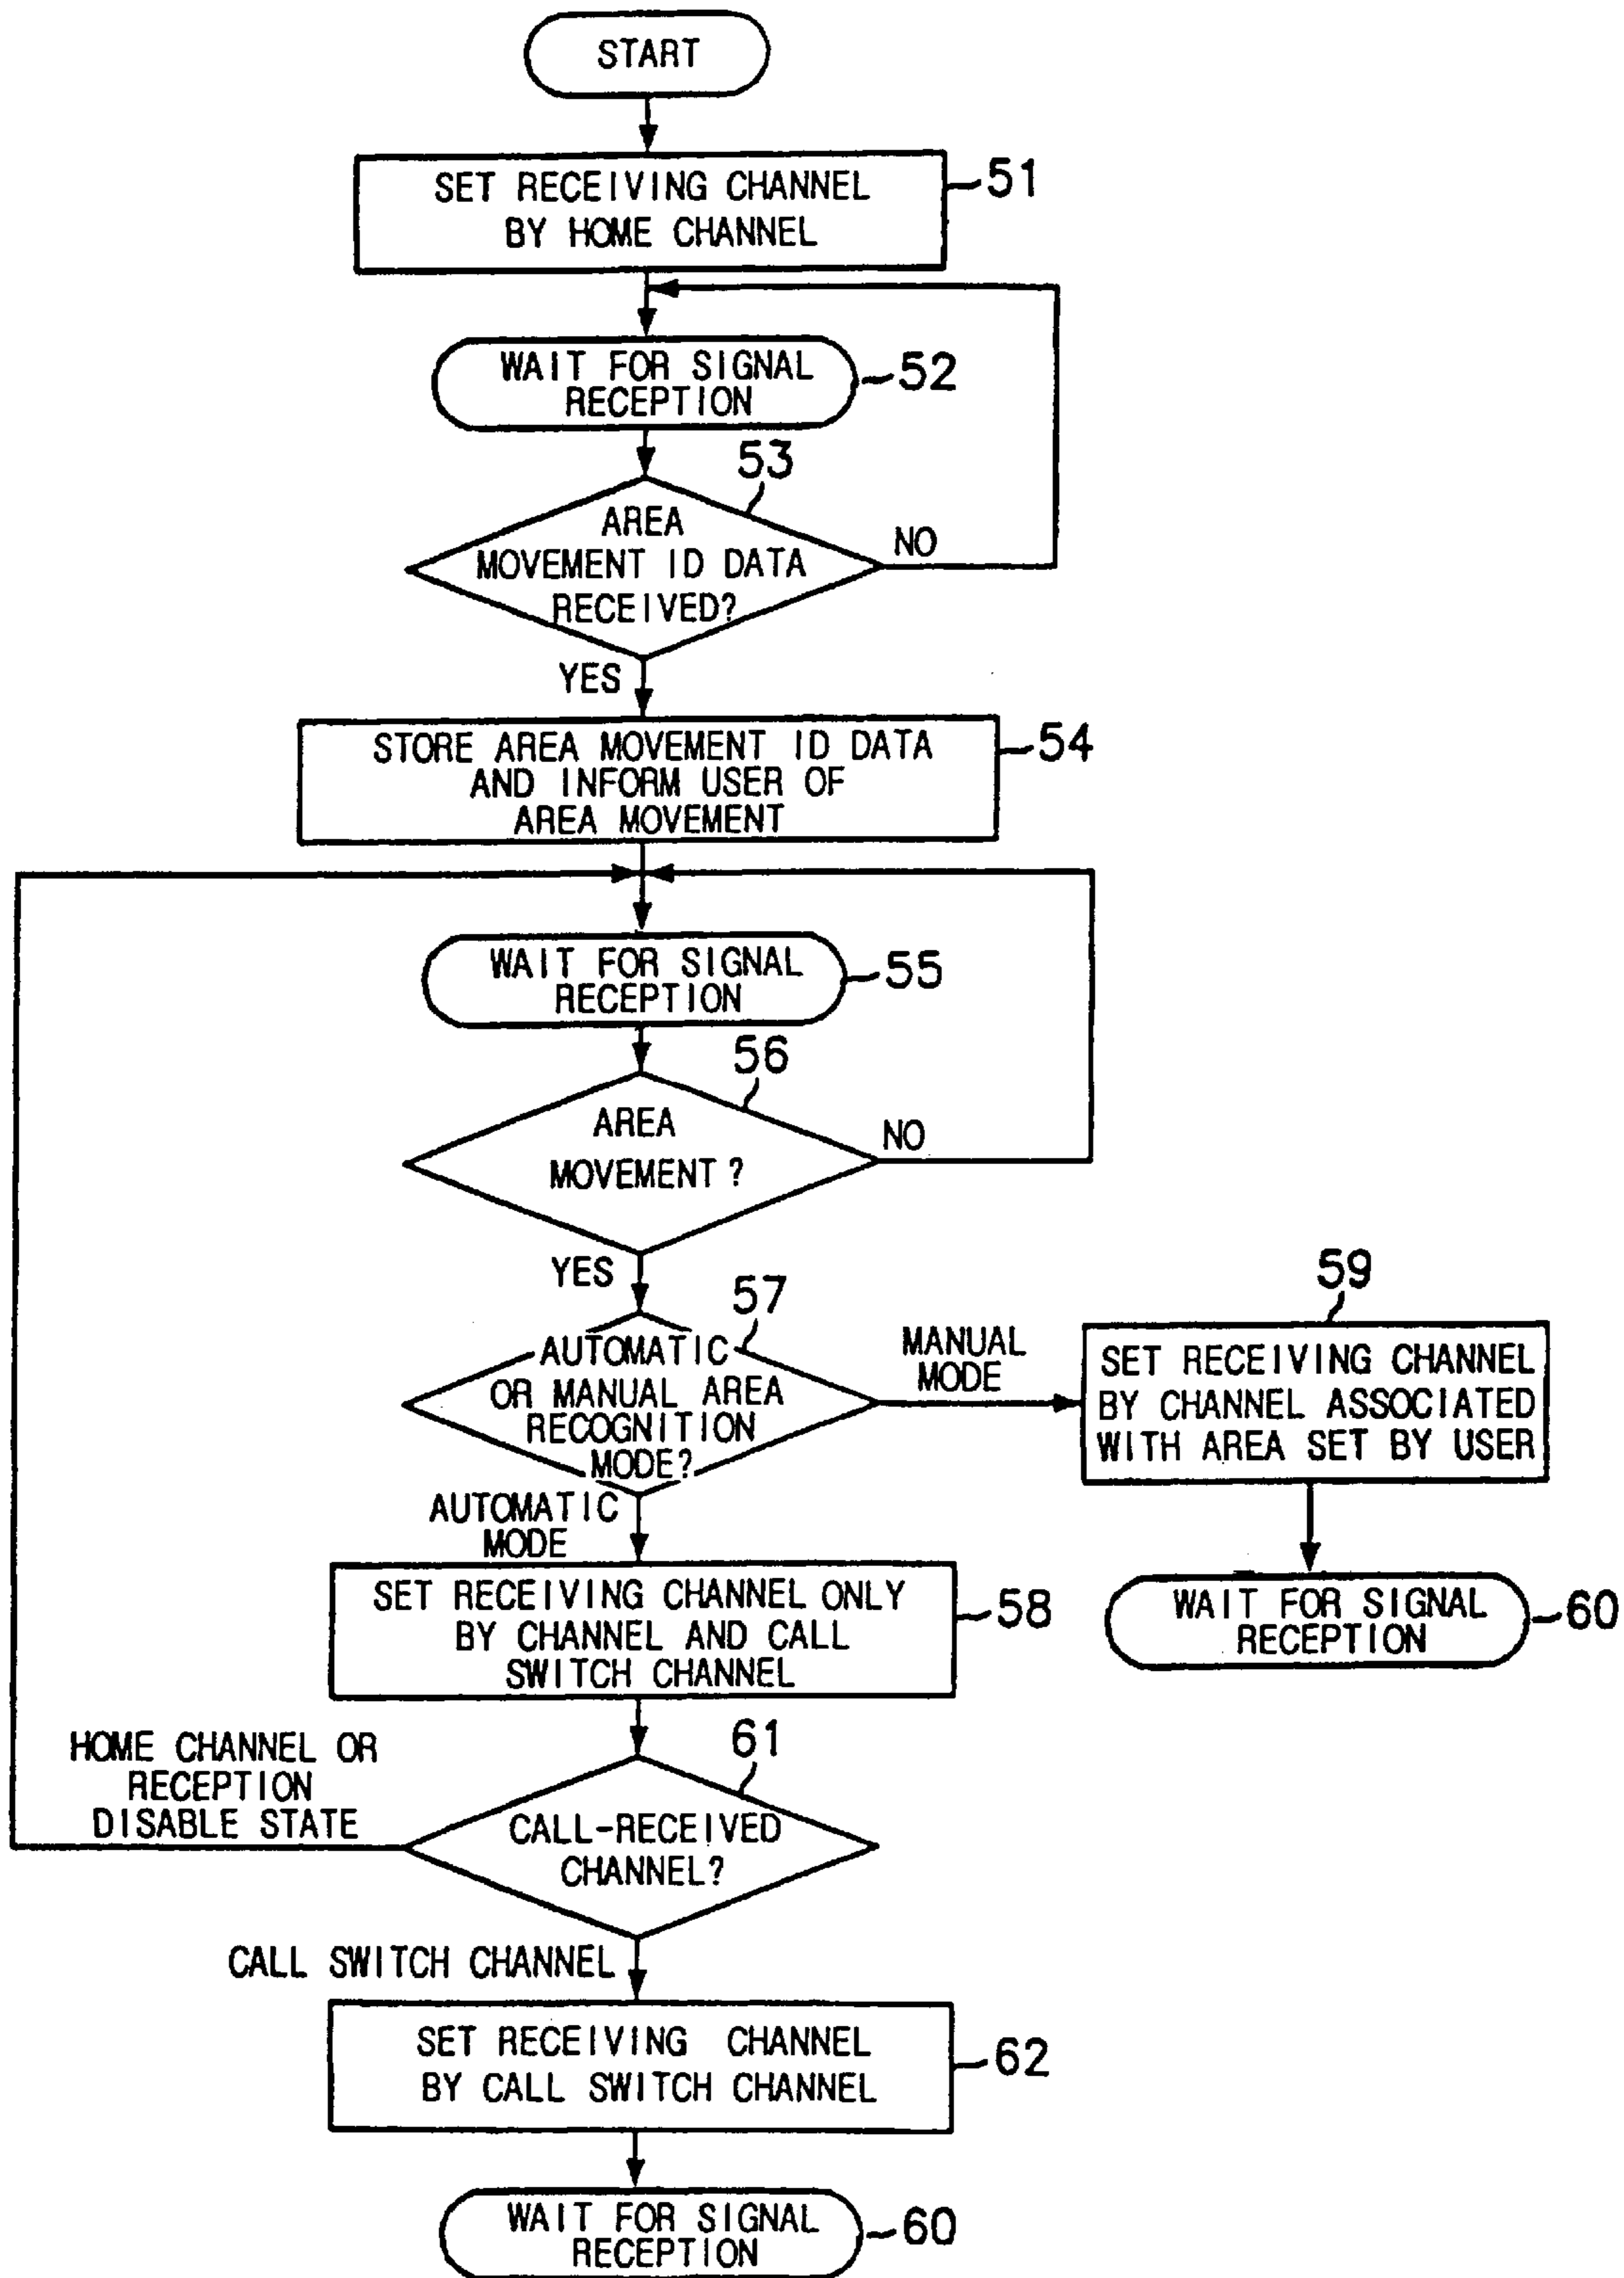 START
SET RECEIVING CHANNEL
BY HOME CHANNEL
51
WAIT FOR SIGNAL
RECEPTION
52
53
AREA
MOVEMENT ID DATA
RECEIVED?
NO
YES
STORE AREA MOVEMENT ID DATA
AND INFORM USER OF
AREA MOVEMENT
54
WAIT FOR SIGNAL
RECEPTION
55
56
AREA
MOVEMENT ?
NO
YES
57
AUTOMATIC
OR MANUAL AREA
RECOGNITION
MODE?
MANUAL
MODE
59
SET RECEIVING CHANNEL
BY CHANNEL ASSOCIATED
WITH AREA SET BY USER
WAIT FOR SIGNAL
RECEPTION
60
AUTOMATIC
MODE
SET RECEIVING CHANNEL ONLY
BY CHANNEL AND CALL
SWITCH CHANNEL
58
61
HOME CHANNEL OR
RECEPTION
DISABLE STATE
CALL-RECEIVED
CHANNEL?
CALL SWITCH CHANNEL
SET RECEIVING CHANNEL
BY CALL SWITCH CHANNEL
62
WAIT FOR SIGNAL
RECEPTION
60